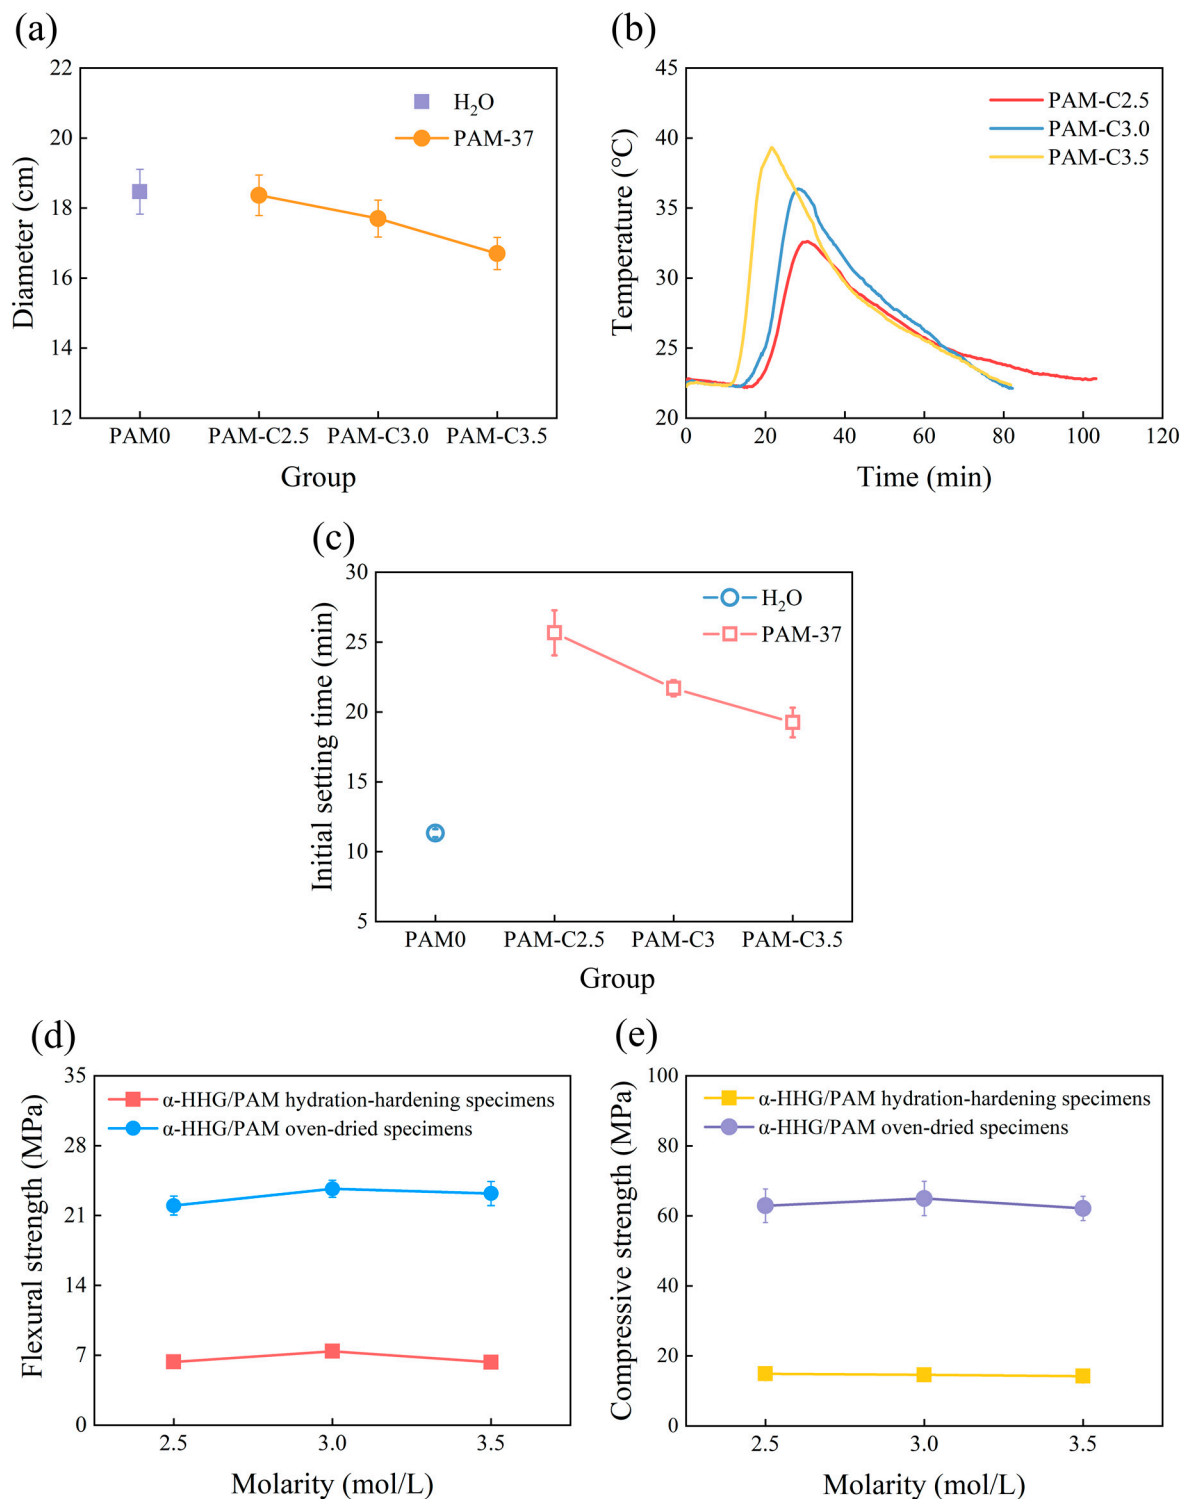 (a)
22
20
18
16
14
12
Diameter (cm)
H₂O
PAM-37
PAM0
PAM-C2.5
PAM-C3.0
PAM-C3.5
Group
(b)
45
40
35
30
25
20
Temperature (℃)
PAM-C2.5
PAM-C3.0
PAM-C3.5
0
20
40
60
80
100
120
Time (min)
(c)
30
25
20
15
10
5
Initial setting time (min)
H₂O
PAM-37
PAM0
PAM-C2.5
PAM-C3
PAM-C3.5
Group
(d)
35
28
21
14
7
0
Flexural strength (MPa)
α-HHG/PAM hydration-hardening specimens
α-HHG/PAM oven-dried specimens
2.5
3.0
3.5
Molarity (mol/L)
(e)
100
80
60
40
20
0
Compressive strength (MPa)
α-HHG/PAM hydration-hardening specimens
α-HHG/PAM oven-dried specimens
2.5
3.0
3.5
Molarity (mol/L)